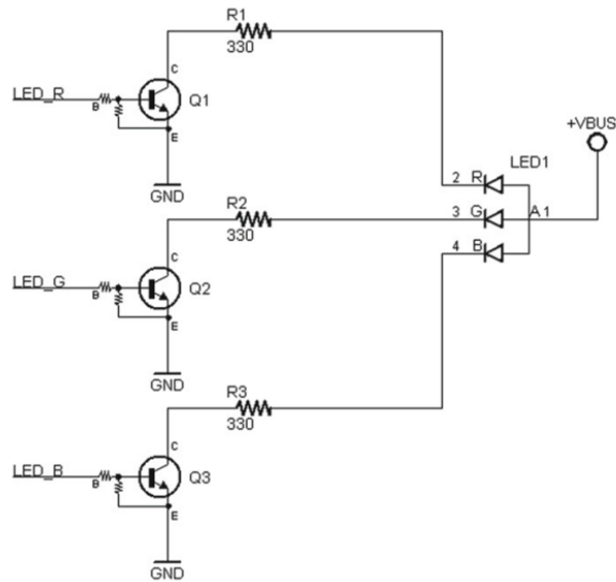 R1
330
C
LED_R
B
Q1
E
GND
+VBUS
LED1
2 R
3 G A 1
4 B
R2
330
C
LED_G
B
Q2
E
GND
R3
330
C
LED_B
B
Q3
E
GND